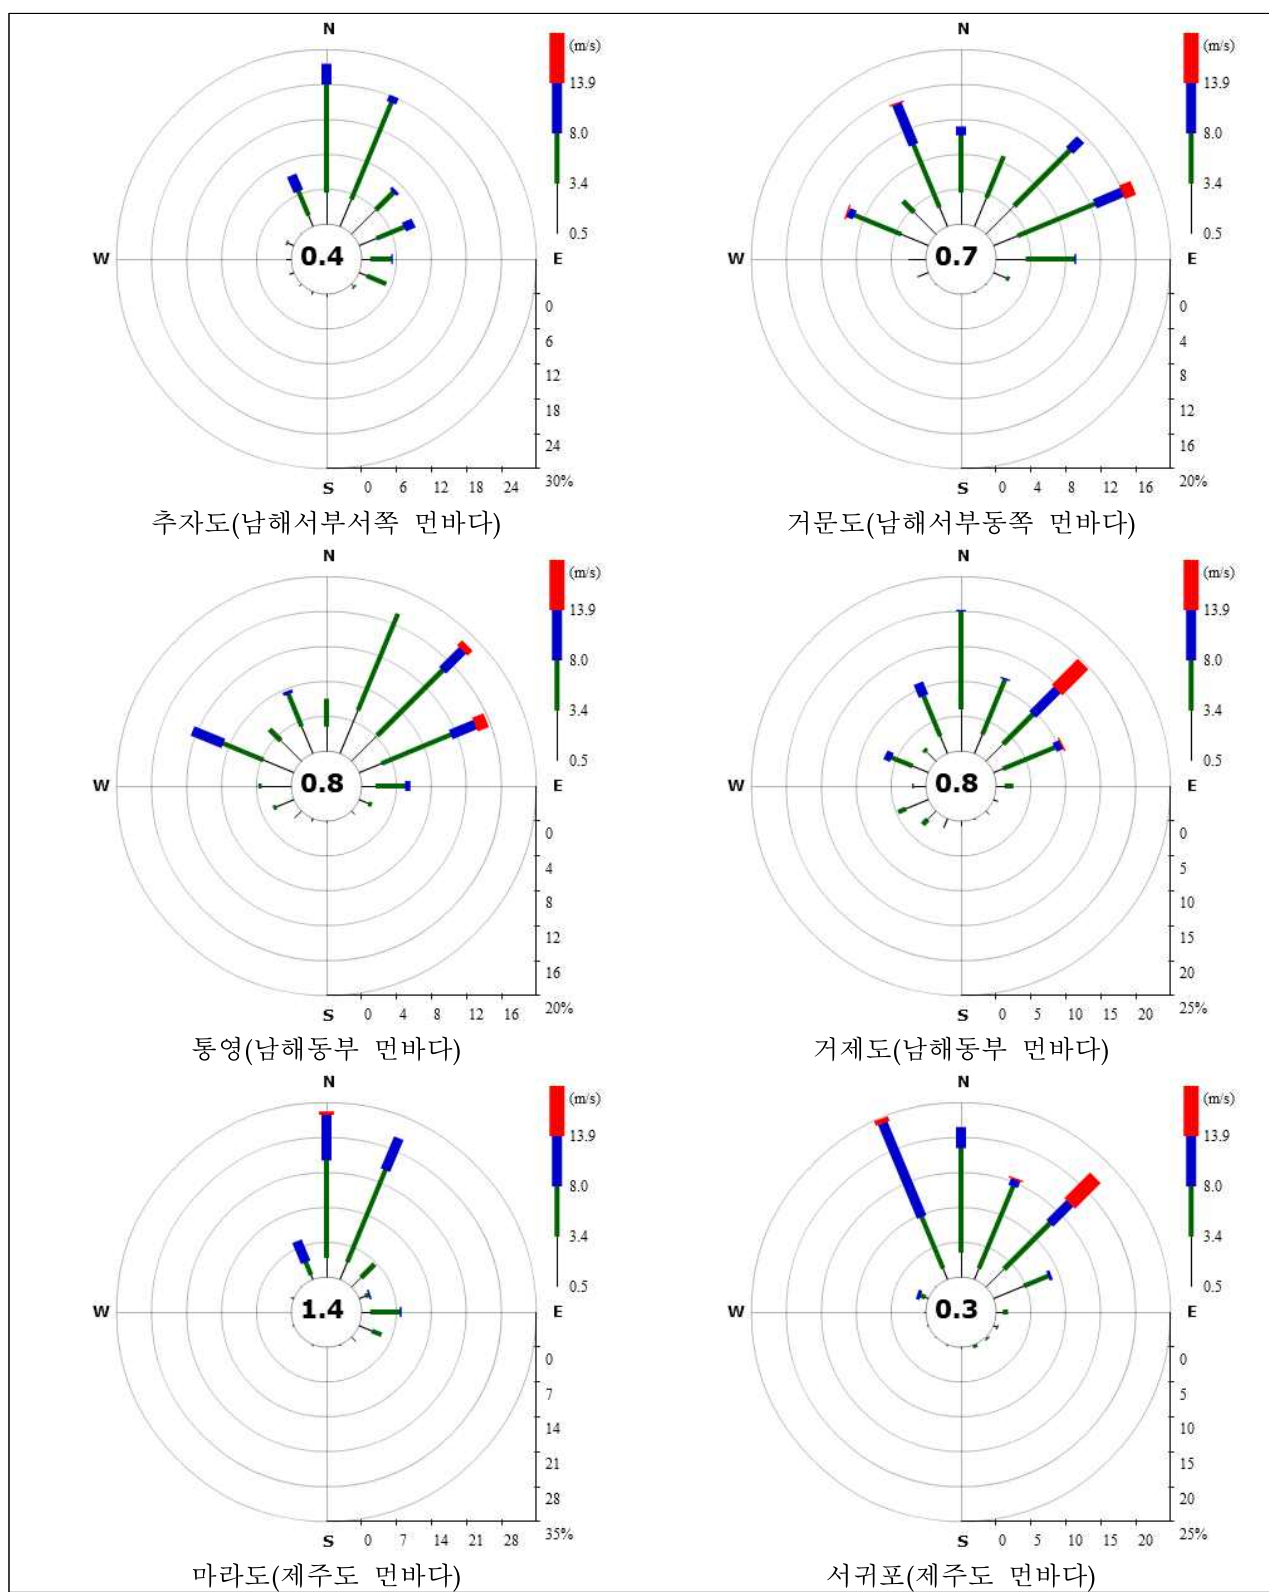 N
(m/s)
13.9
8.0
3.4
0.5
W
0.4
E
0
6
12
18
24
30%
S 0 6 12 18 24
추자도(남해서부서쪽 먼바다)
N
(m/s)
13.9
8.0
3.4
0.5
W
0.7
E
0
4
8
12
16
20%
S 0 4 8 12 16
거문도(남해서부동쪽 먼바다)
N
(m/s)
13.9
8.0
3.4
0.5
W
0.8
E
0
4
8
12
16
20%
S 0 4 8 12 16
통영(남해동부 먼바다)
N
(m/s)
13.9
8.0
3.4
0.5
W
0.8
E
0
5
10
15
20
25%
S 0 5 10 15 20
거제도(남해동부 먼바다)
N
(m/s)
13.9
8.0
3.4
0.5
W
1.4
E
0
7
14
21
28
35%
S 0 7 14 21 28
마라도(제주도 먼바다)
N
(m/s)
13.9
8.0
3.4
0.5
W
0.3
E
0
5
10
15
20
25%
S 0 5 10 15 20
서귀포(제주도 먼바다)